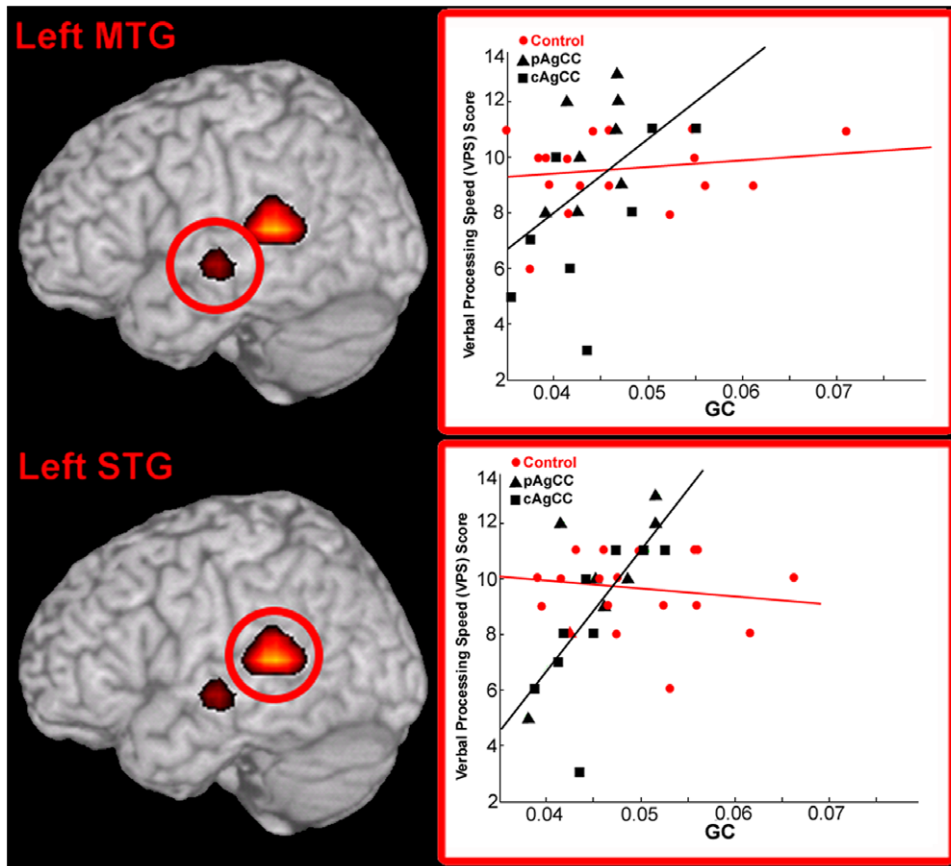 Left MTG
Control
pAgCC
cAgCC
Verbal Processing Speed (VPS) Score
14
12
10
8
6
4
2
0.04 0.05 0.06 0.07
GC
Left STG
Control
pAgCC
cAgCC
Verbal Processing Speed (VPS) Score
14
12
10
8
6
4
2
0.04 0.05 0.06 0.07
GC